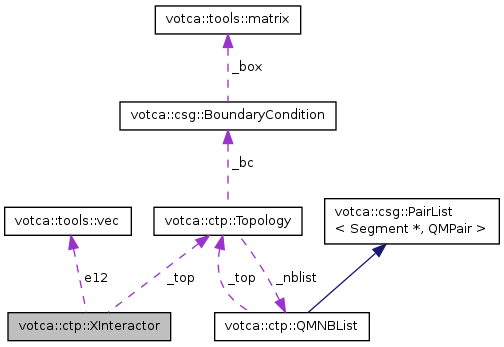 votca::tools::matrix
_box
votca::csg::BoundaryCondition
_bc
votca::tools::vec
votca::ctp::Topology
votca::csg::PairList
< Segment *, QMPair >
e12
_top
_top
_nblist
votca::ctp::XInteractor
votca::ctp::QMNBList